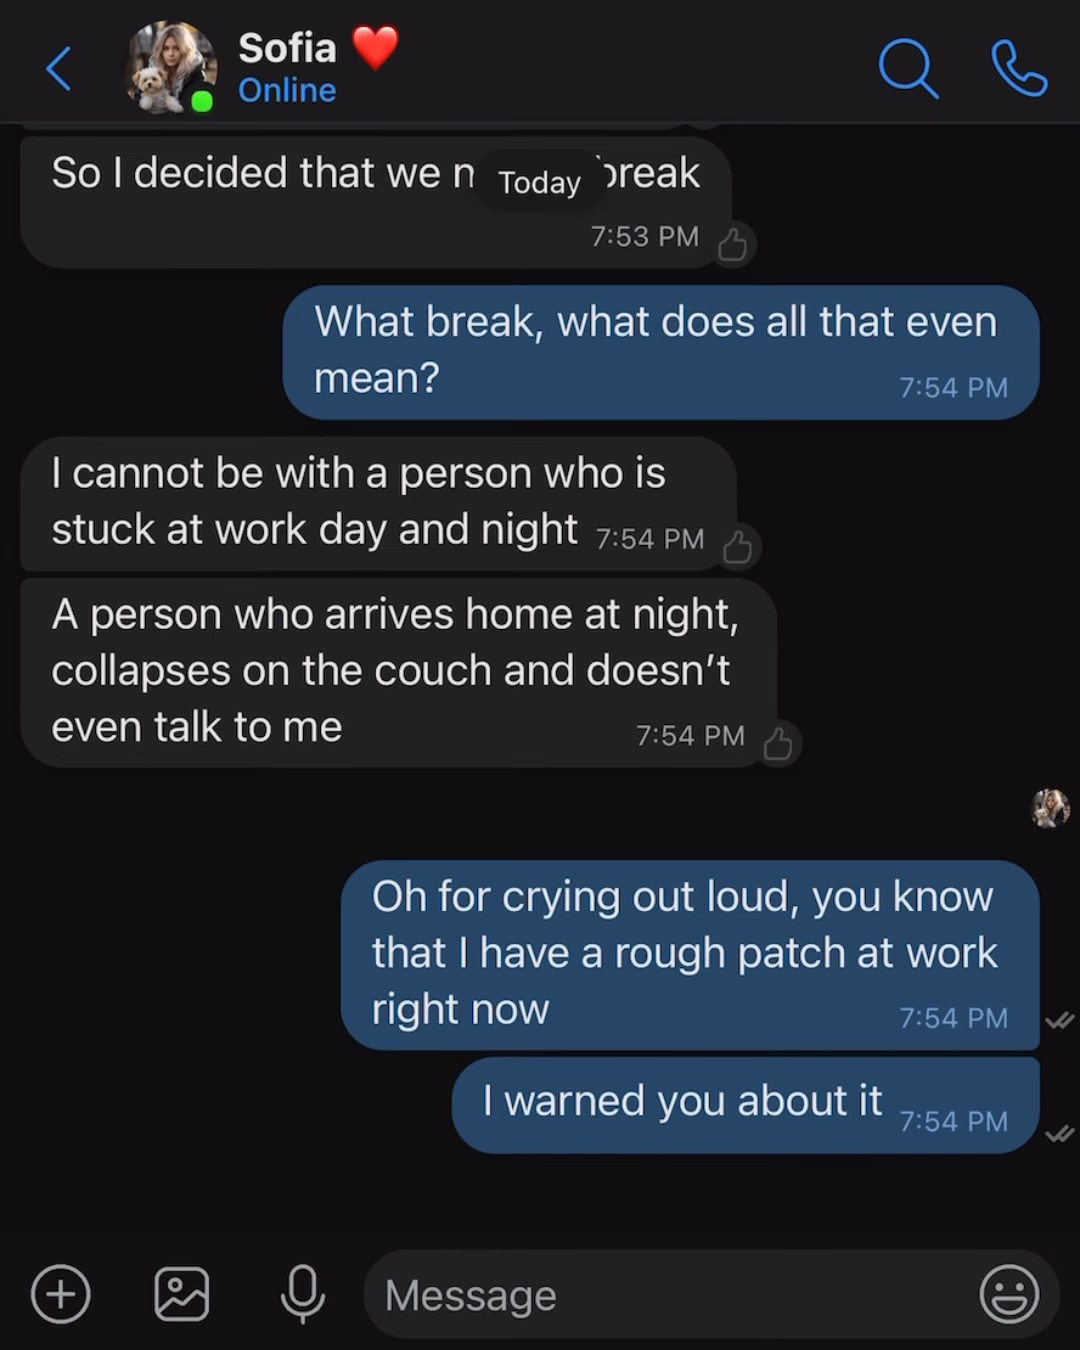 Sofia ❤️
Online
So I decided that we break
Today
7:53 PM
What break, what does all that even
mean?
7:54 PM
I cannot be with a person who is
stuck at work day and night 7:54 PM
A person who arrives home at night,
collapses on the couch and doesn't
even talk to me 7:54 PM
Oh for crying out loud, you know
that I have a rough patch at work
right now 7:54 PM
I warned you about it 7:54 PM
Message